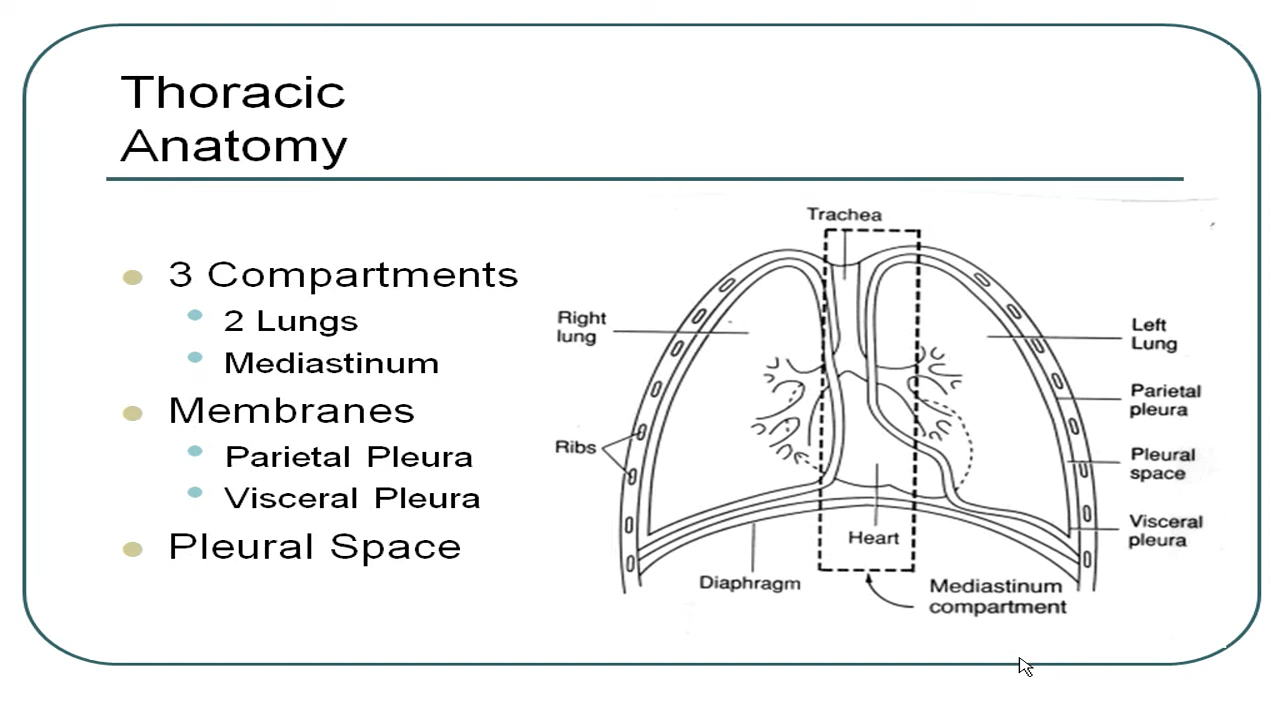 Thoracic
Anatomy
3 Compartments
2 Lungs
Mediastinum
Membranes
Parietal Pleura
Visceral Pleura
Pleural Space
Trachea
Right
lung
Left
Lung
Parietal
pleura
Ribs
Pleural
space
Visceral
pleura
Heart
Diaphragm
Mediastinum
compartment